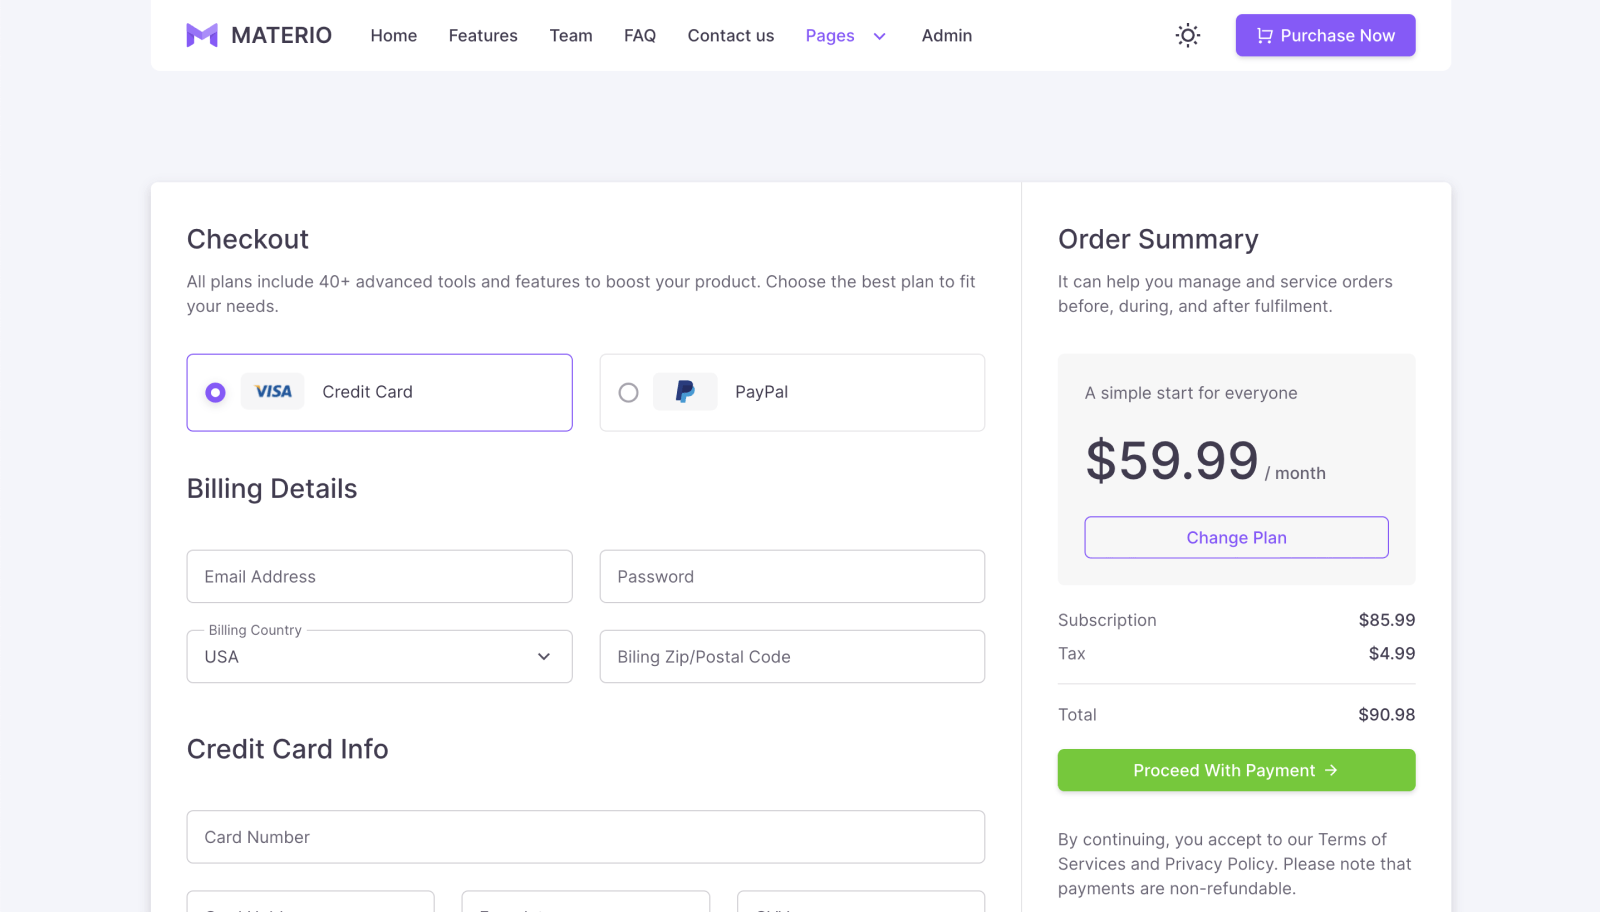 MATERIO
Home
Features
Team
FAQ
Contact us
Pages
Admin
Purchase Now
Checkout
All plans include 40+ advanced tools and features to boost your product. Choose the best plan to fit
your needs.
VISA
Credit Card
PayPal
Billing Details
Email Address
Password
Billing Country
USA
Biling Zip/Postal Code
Credit Card Info
Card Number
Order Summary
It can help you manage and service orders
before, during, and after fulfilment.
A simple start for everyone
$59.99 / month
Change Plan
Subscription $85.99
Tax $4.99
Total $90.98
Proceed With Payment →
By continuing, you accept to our Terms of
Services and Privacy Policy. Please note that
payments are non-refundable.